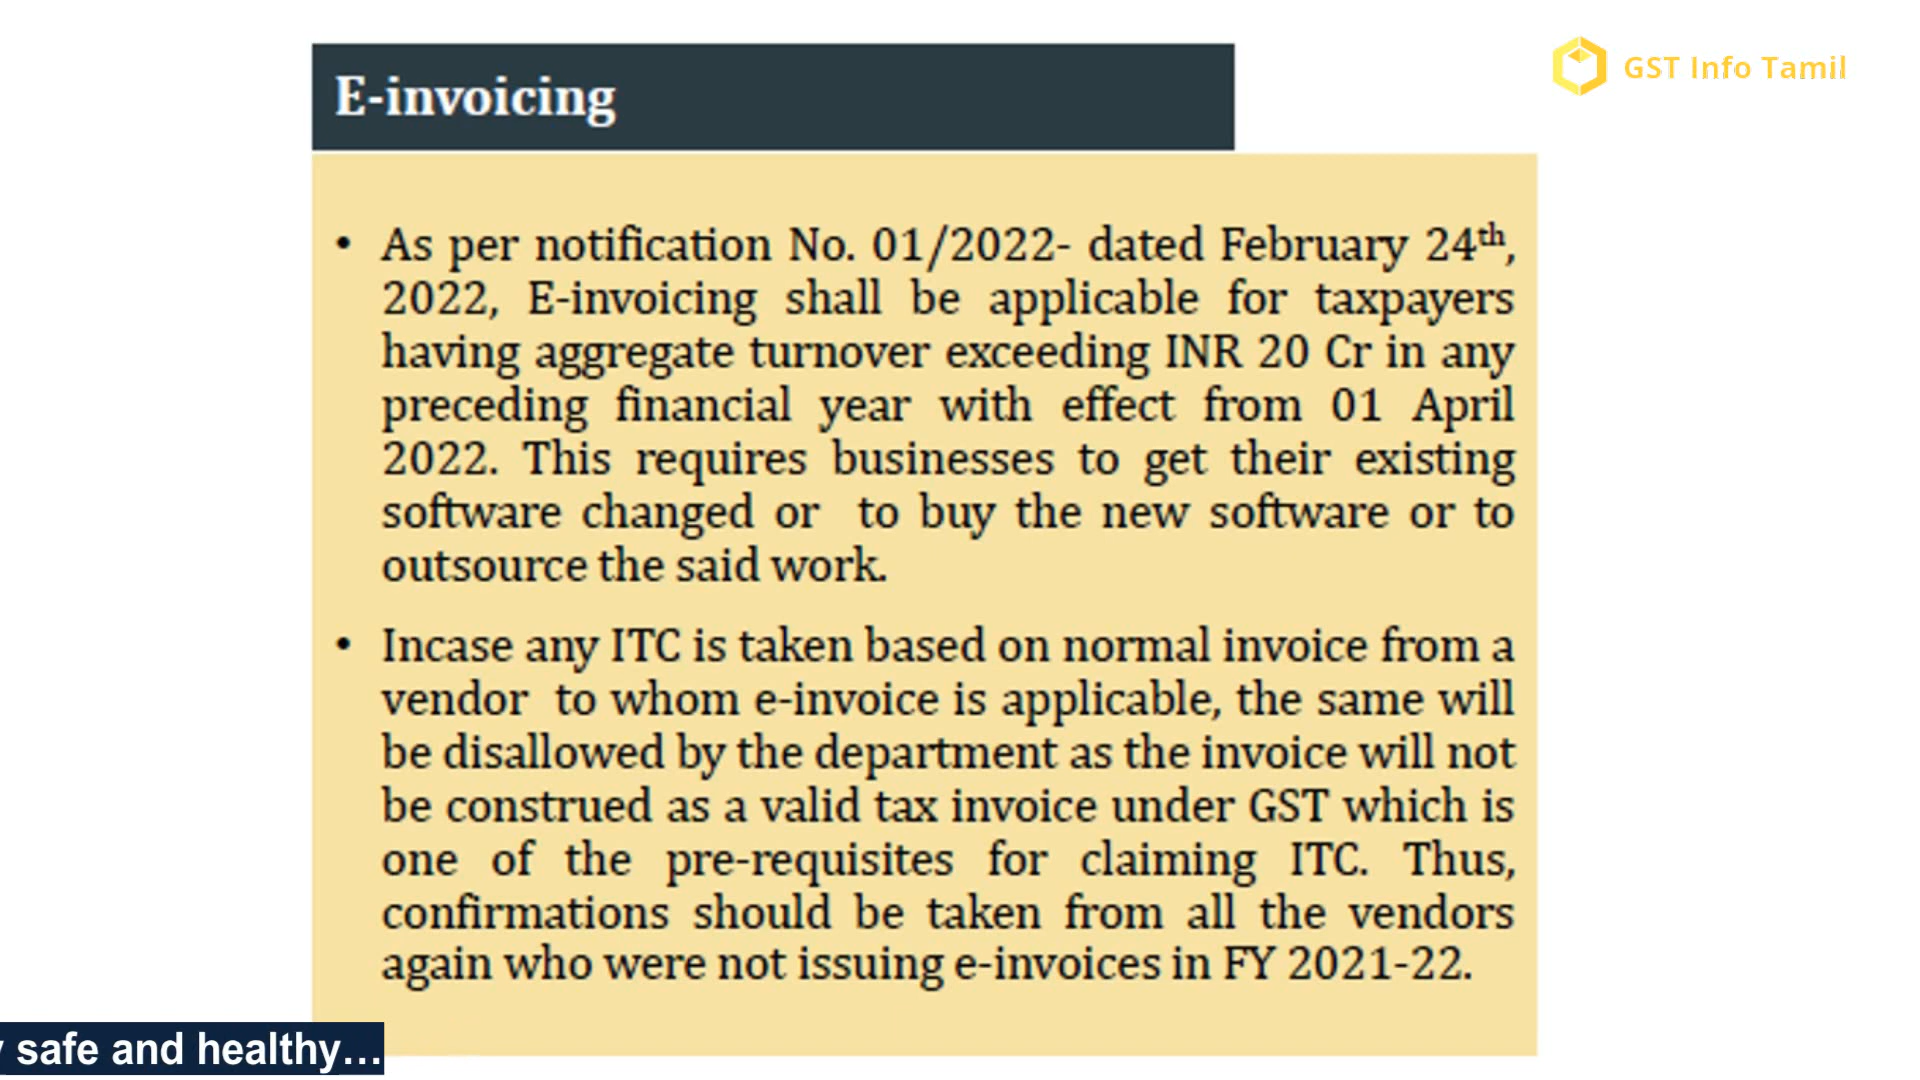 E-invoicing
GST Info Tamil
• As per notification No. 01/2022- dated February 24th,
2022, E-invoicing shall be applicable for taxpayers
having aggregate turnover exceeding INR 20 Cr in any
preceding financial year with effect from 01 April
2022. This requires businesses to get their existing
software changed or to buy the new software or to
outsource the said work.
• Incase any ITC is taken based on normal invoice from a
vendor to whom e-invoice is applicable, the same will
be disallowed by the department as the invoice will not
be construed as a valid tax invoice under GST which is
one of the pre-requisites for claiming ITC. Thus,
confirmations should be taken from all the vendors
again who were not issuing e-invoices in FY 2021-22.
safe and healthy...